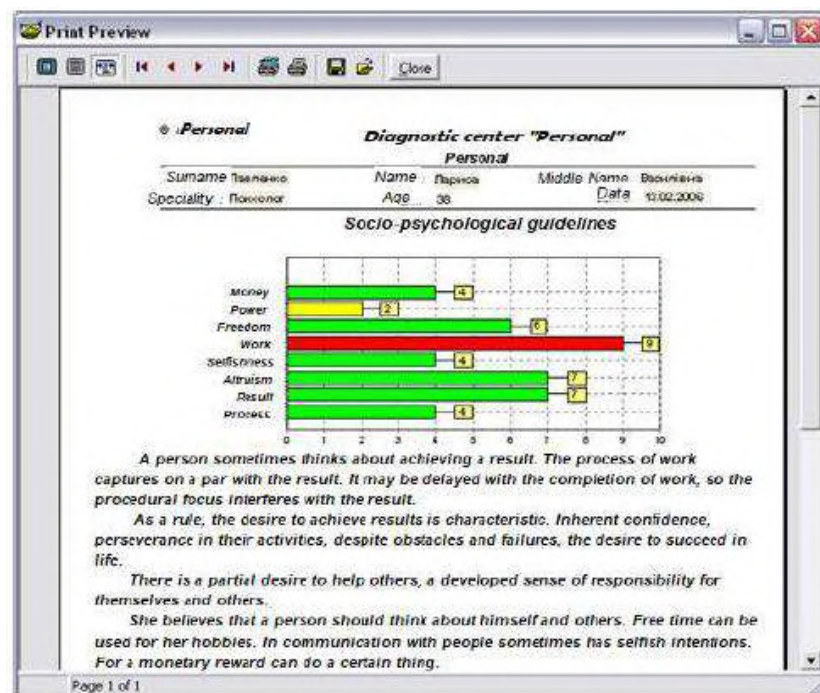 Print Preview
Close
Personal
Diagnostic center "Personal"
Personal
Surname Name : Middle Name
Speciality : Психолог Age 38 Data 10.02.2006
Socio-psychological guidelines
Money 4
Power 2
Freedom 6
Work 9
Selfishness 4
Altruism 7
Result 7
Process 4
0 1 2 3 4 5 6 7 8 9 10
A person sometimes thinks about achieving a result. The process of work
captures on a par with the result. It may be delayed with the completion of work, so the
procedural focus interferes with the result.
As a rule, the desire to achieve results is characteristic. Inherent confidence,
perseverance in their activities, despite obstacles and failures, the desire to succeed in
life.
There is a partial desire to help others, a developed sense of responsibility for
themselves and others.
She believes that a person should think about himself and others. Free time can be
used for her hobbies. In communication with people sometimes has selfish intentions.
For a monetary reward can do a certain thing.
Page 1 of 1